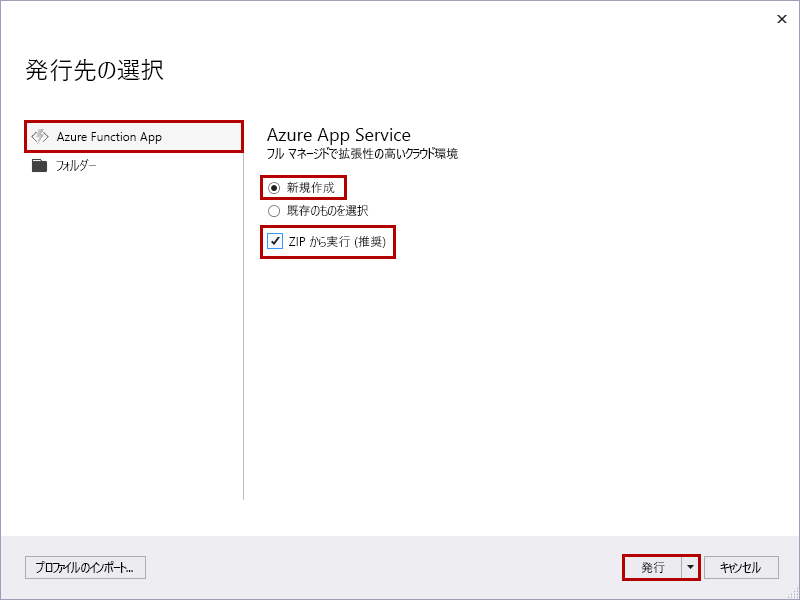 発行先の選択
Azure Function App
フォルダー
Azure App Service
フル マネージドで拡張性の高いクラウド環境
新規作成
既存のものを選択
ZIP から実行 (推奨)
プロファイルのインポート...
発行
キャンセル